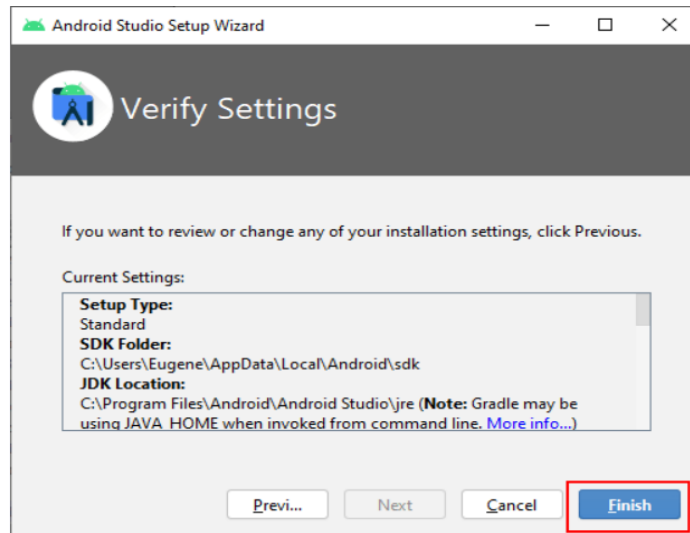 Android Studio Setup Wizard
Verify Settings
If you want to review or change any of your installation settings, click Previous.
Current Settings:
Setup Type:
Standard
SDK Folder:
C:\Users\Eugene\AppData\Local\Android\sdk
JDK Location:
C:\Program Files\Android\Android Studio\jre (Note: Gradle may be
using JAVA_HOME when invoked from command line. More info...)
Previ... Next Cancel Finish